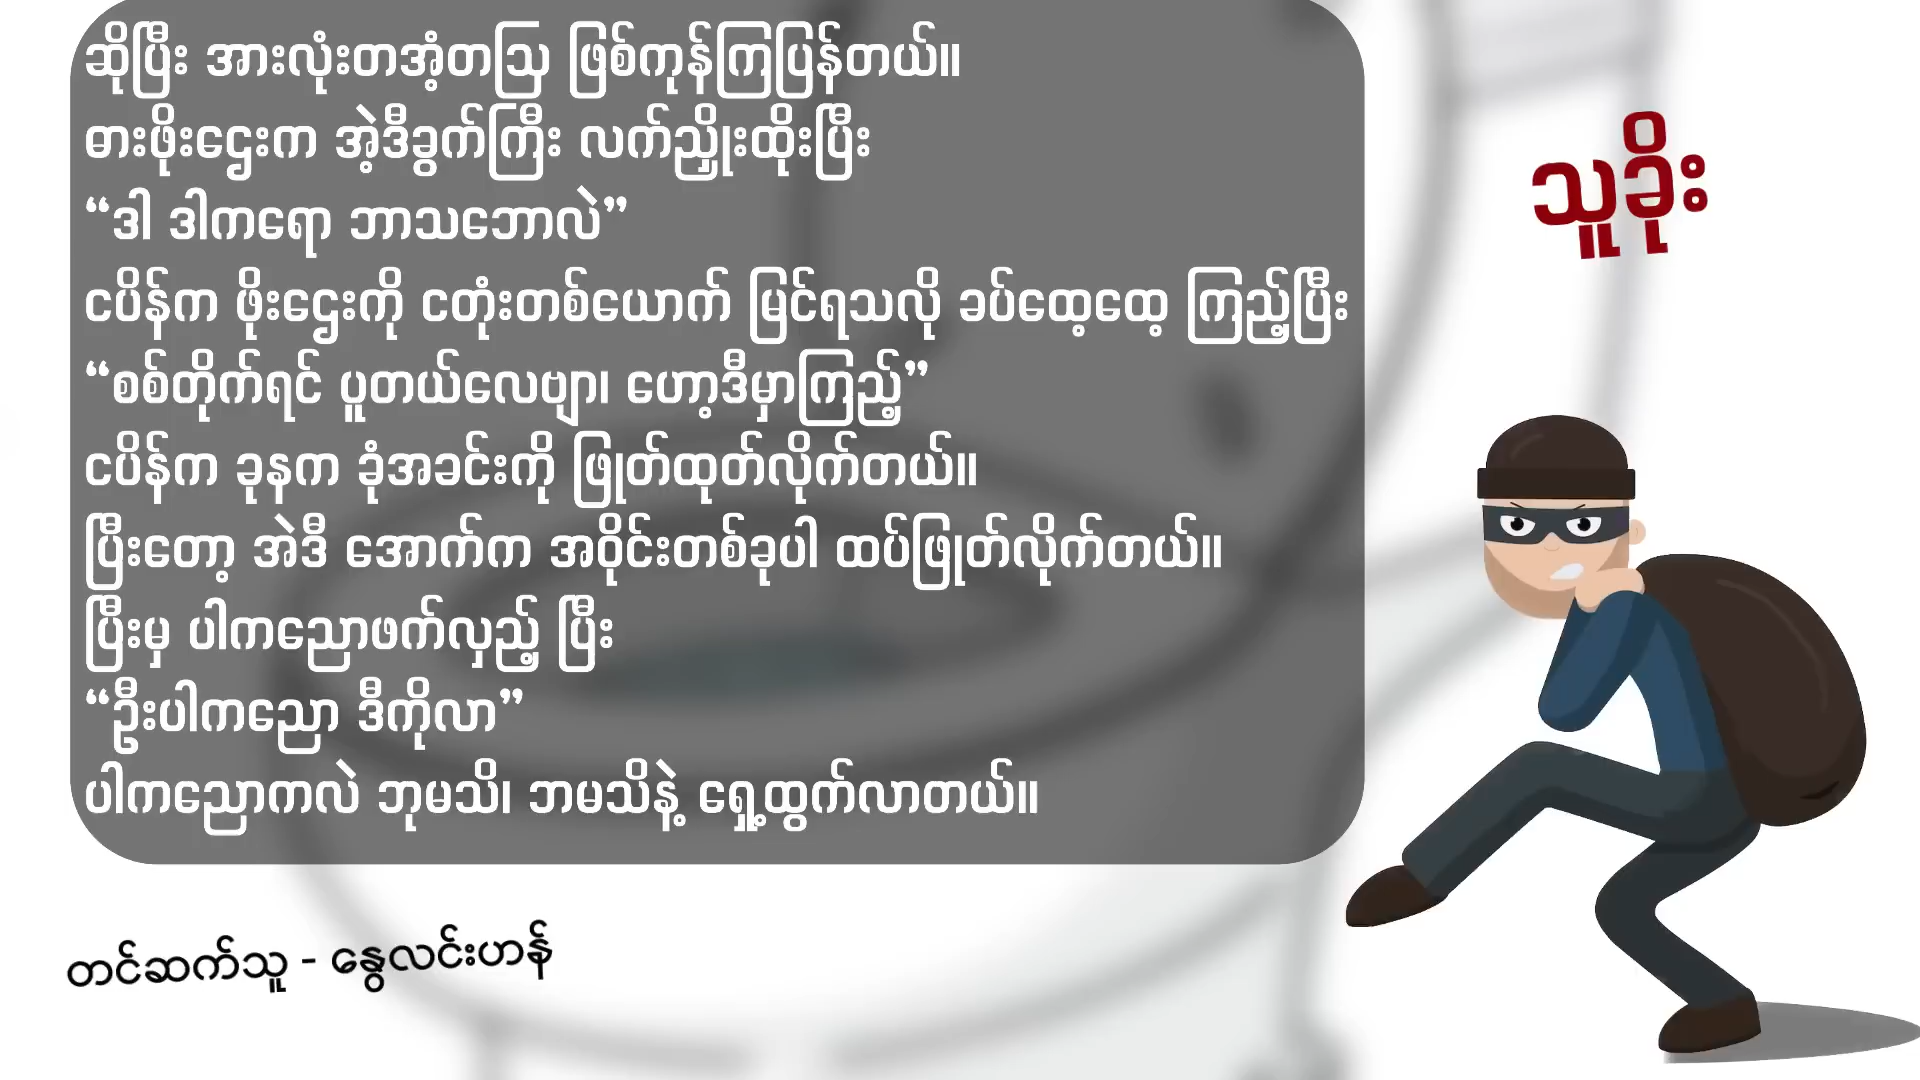 ဆိုပြီး အားလုံးတအံ့တဩ ဖြစ်ကုန်ကြပြန်တယ်။
ဓားဖိုးဌေးက အဲ့ဒီခွက်ကြီး လက်ညှိုးထိုးပြီး
“ဒါ ဒါကရော ဘာသဘောလဲ”
ငပိန်က ဖိုးဌေးကို ငတုံးတစ်ယောက် မြင်ရသလို ခပ်ထေ့ထေ့ ကြည့်ပြီး
“စစ်တိုက်ရင် ပူတယ်လေဗျာ၊ ဟော့ဒီမှာကြည့်”
ငပိန်က ခုနက ခုံအခင်းကို ဖြုတ်ထုတ်လိုက်တယ်။
ပြီးတော့ အဲဒီ အောက်က အဝိုင်းတစ်ခုပါ ထပ်ဖြုတ်လိုက်တယ်။
ပြီးမှ ပါကညောဖက်လှည့် ပြီး
“ဦးပါကညော ဒီကိုလာ”
ပါကညောကလဲ ဘုမသိ၊ ဘမသိနဲ့ ရှေ့ထွက်လာတယ်။
သူခိုး
တင်ဆက်သူ - နွေလင်းဟန်